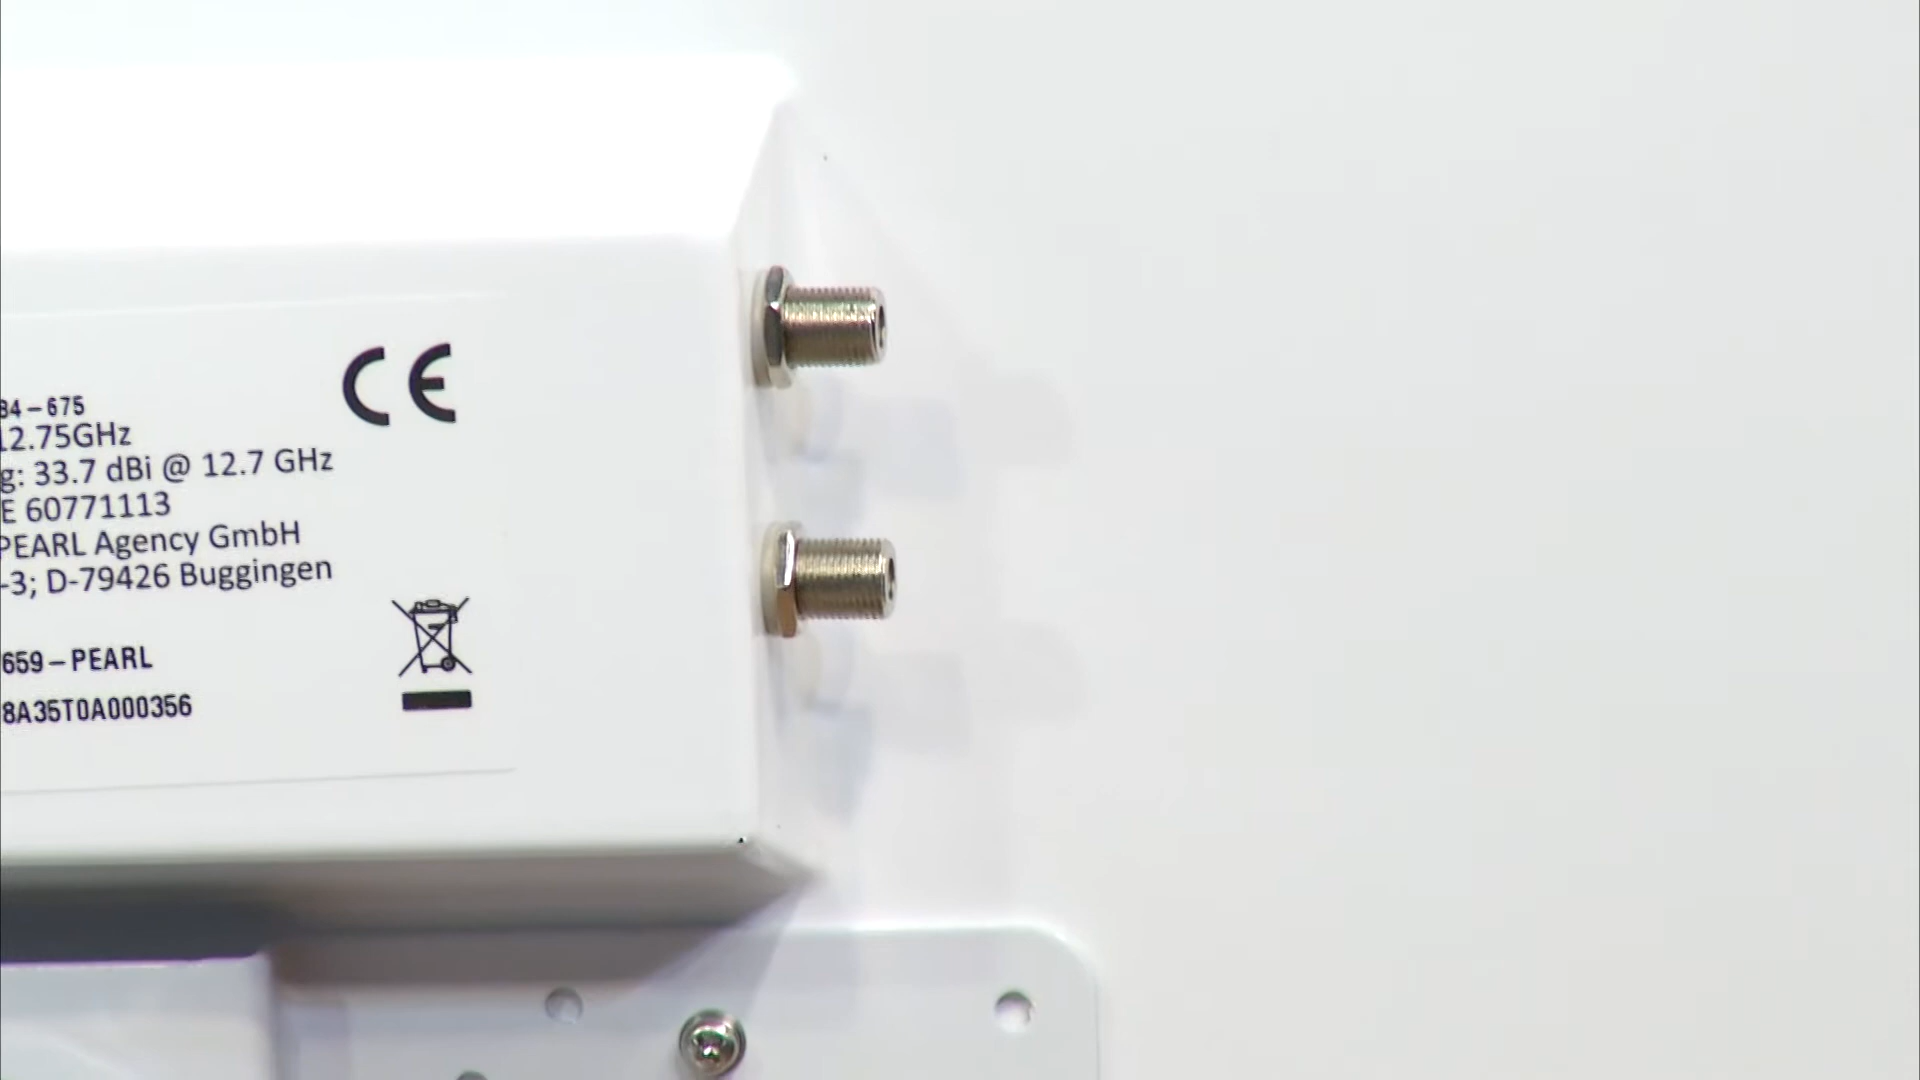 CE
84-675
12.75GHz
g: 33.7 dBi @ 12.7 GHz
E 60771113
PEARL Agency GmbH
-3; D-79426 Buggingen
659-PEARL
8A35T0A000356